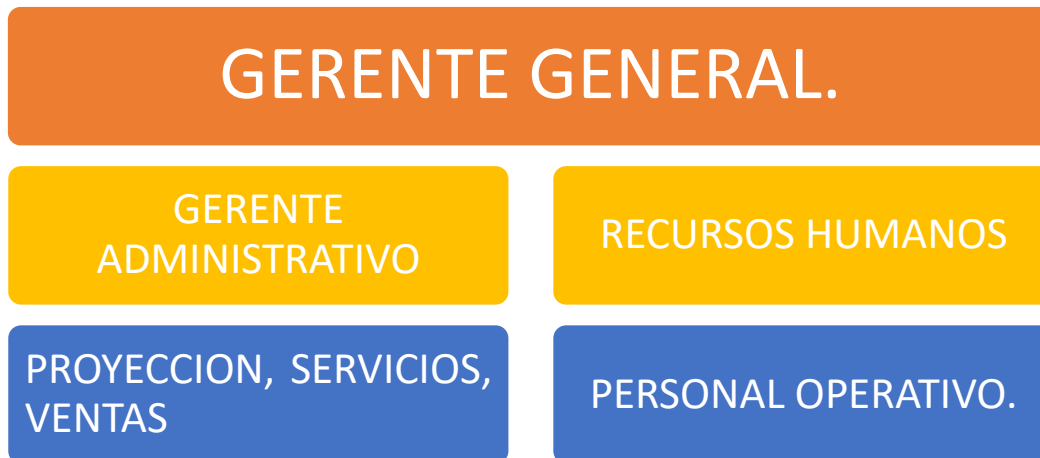 GERENTE GENERAL.
GERENTE
ADMINISTRATIVO
RECURSOS HUMANOS
PROYECCION, SERVICIOS,
VENTAS
PERSONAL OPERATIVO.